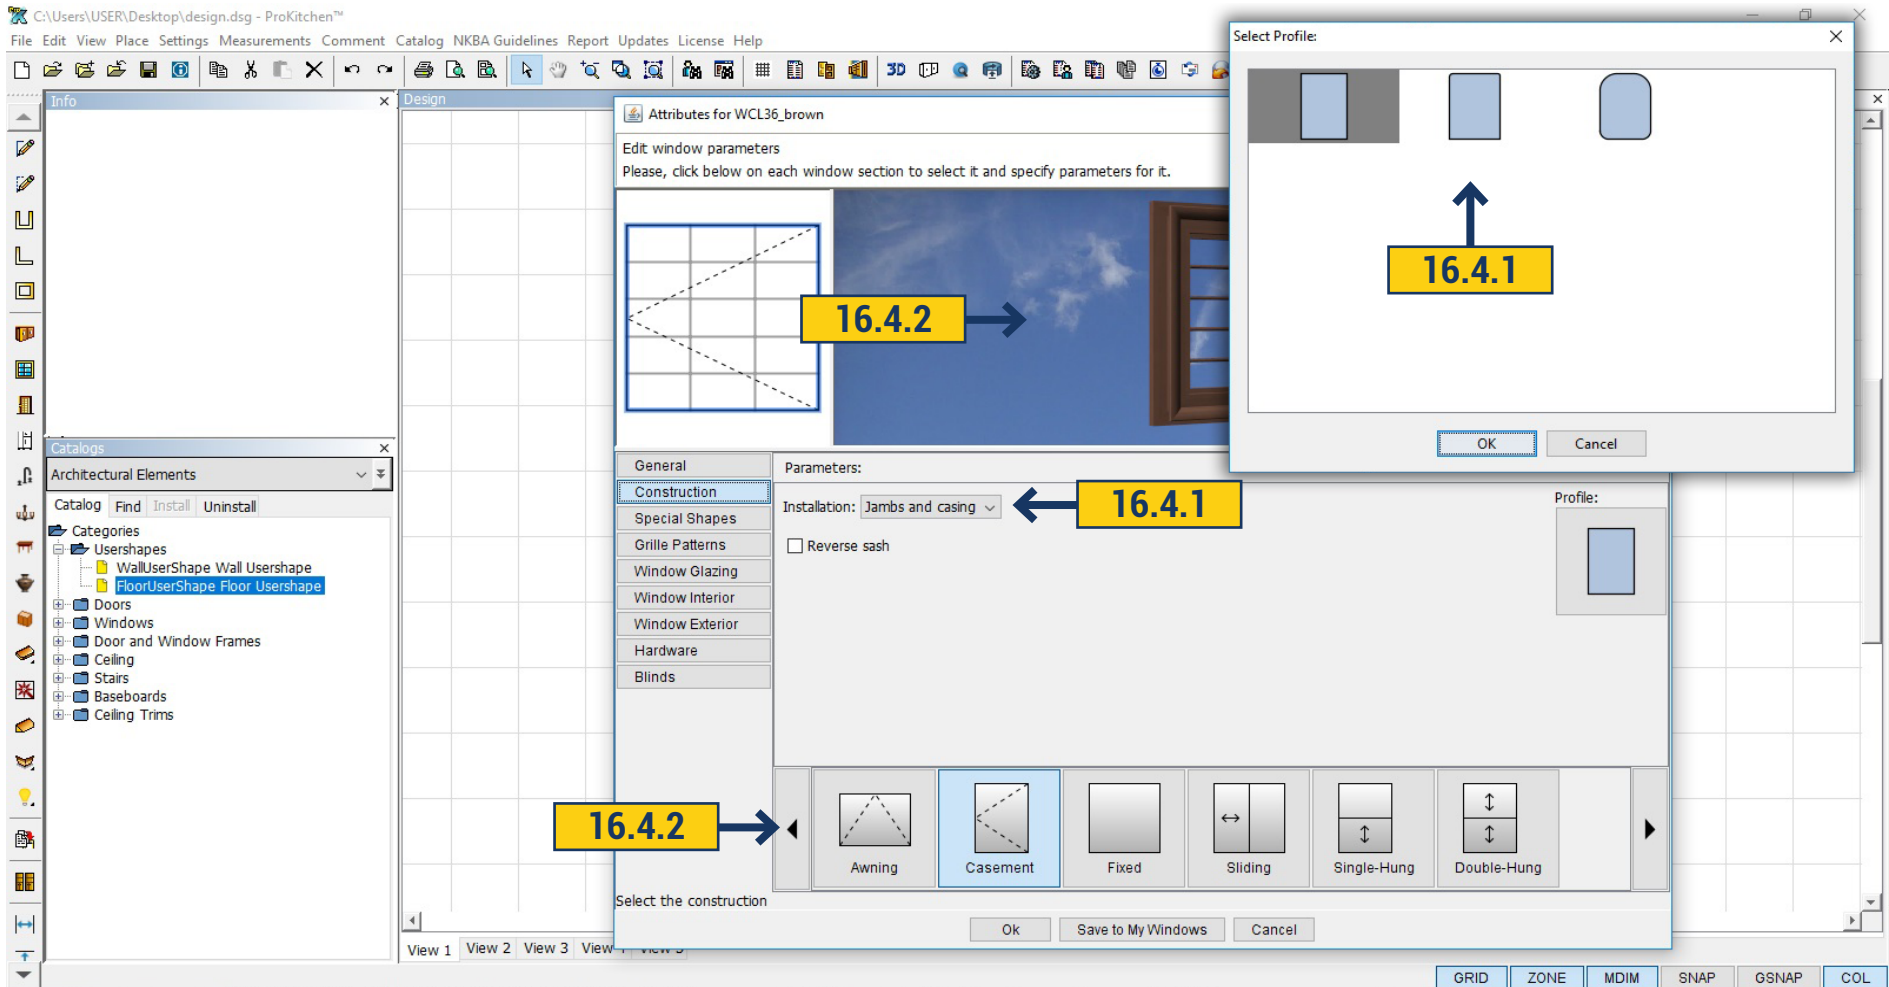 C:\Users\USER\Desktop\design.dsg - ProKitchen™
File Edit View Place Settings Measurements Comment Catalog NKBA Guidelines Report Updates License Help
3D
Info
Design
Catalogs
Architectural Elements
Catalog Find Install Uninstall
Categories
Usershapes
WallUserShape Wall Usershape
FloorUserShape Floor Usershape
Doors
Windows
Door and Window Frames
Ceiling
Stairs
Baseboards
Ceiling Trims
Attributes for WCL36_brown
Edit window parameters
Please, click below on each window section to select it and specify parameters for it.
16.4.2
General
Construction
Special Shapes
Grille Patterns
Window Glazing
Window Interior
Window Exterior
Hardware
Blinds
Parameters:
Installation: Jambs and casing
16.4.1
Reverse sash
Profile:
16.4.2
Awning
Casement
Fixed
Sliding
Single-Hung
Double-Hung
Select the construction
Ok Save to My Windows Cancel
Select Profile:
16.4.1
OK Cancel
View 1 View 2 View 3 View
GRID ZONE MDIM SNAP GSNAP COL